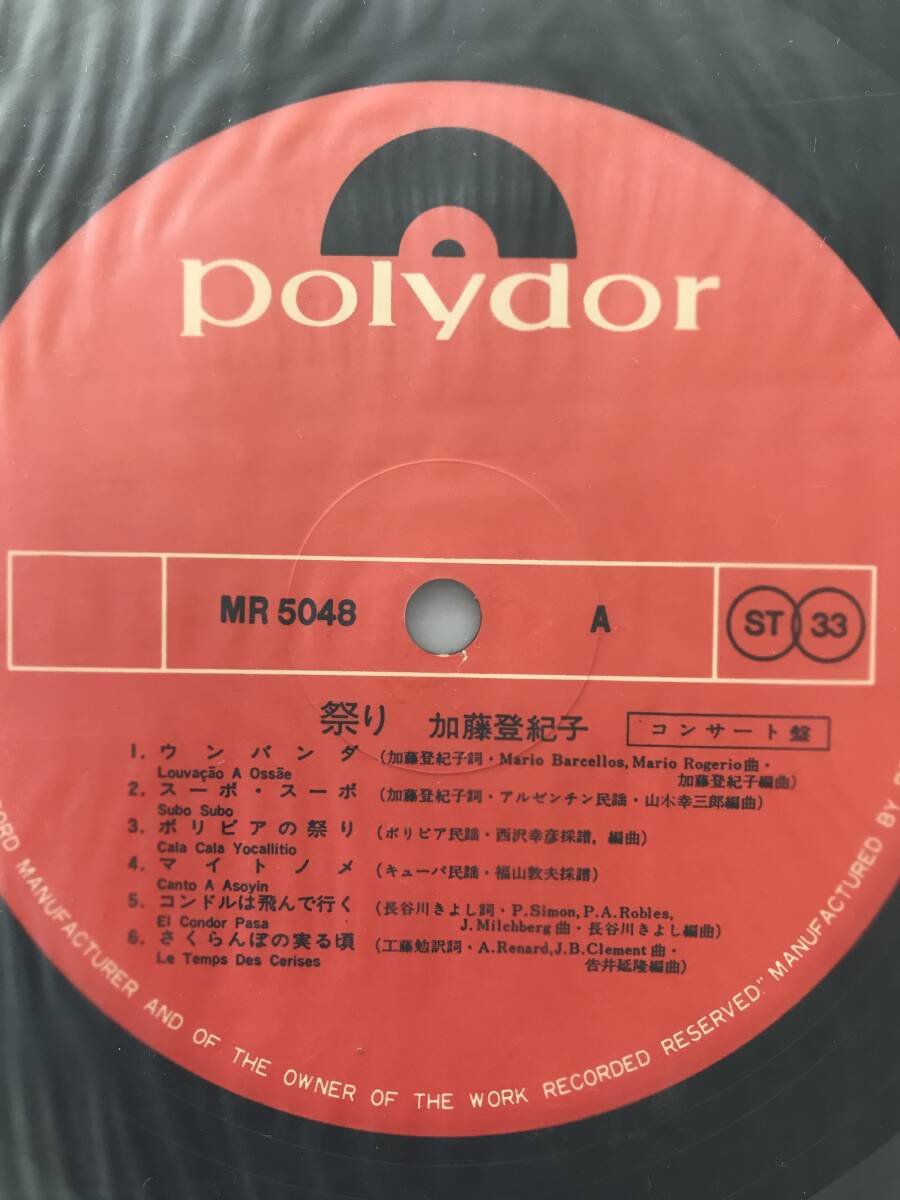 polydor
MR 5048
A
ST 33
祭り 加藤登紀子 コンサート盤
1. ウンバンダ (加藤登紀子詞・Mario Barcellos, Mario Rogerio曲・
Louvação A Ossãe 加藤登紀子編曲)
2. スーボ・スーボ (加藤登紀子詞・アルゼンチン民謡・山木幸三郎編曲)
Subo Subo
3. ボリビアの祭り (ボリビア民謡・西沢幸彦採譜, 編曲)
Cala Cala Yocallitio
4. マイトノメ (キューバ民謡・福山敦夫採譜)
Canto A Asoyin
5. コンドルは飛んで行く (長谷川きよし詞・P. Simon, P.A. Robles,
El Condor Pasa J. Milchberg曲・長谷川きよし編曲)
6. さくらんぼの実る頃 (工藤勉訳詞・A. Renard, J.B. Clement曲・
Le Temps Des Cerises 告井延隆編曲)
ORD MANUFACTURER AND OF THE OWNER OF THE WORK RECORDED RESERVED." MANUFACTURED BY